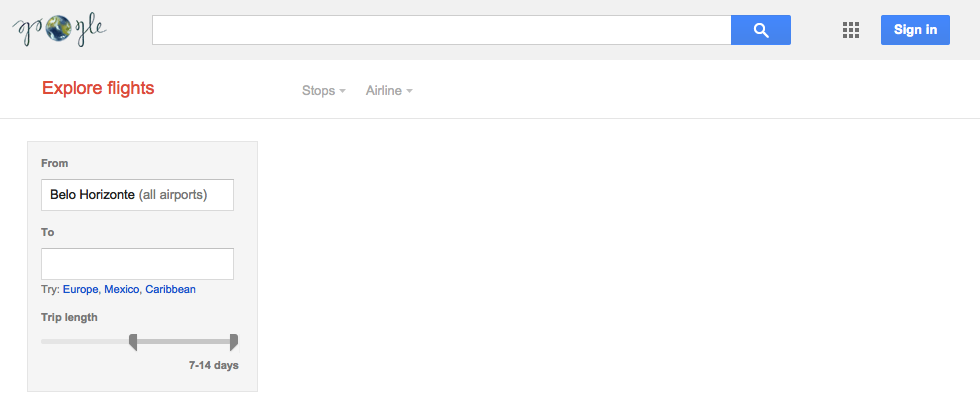 google
Sign in
Explore flights
Stops
Airline
From
Belo Horizonte (all airports)
To
Try: Europe, Mexico, Caribbean
Trip length
7-14 days